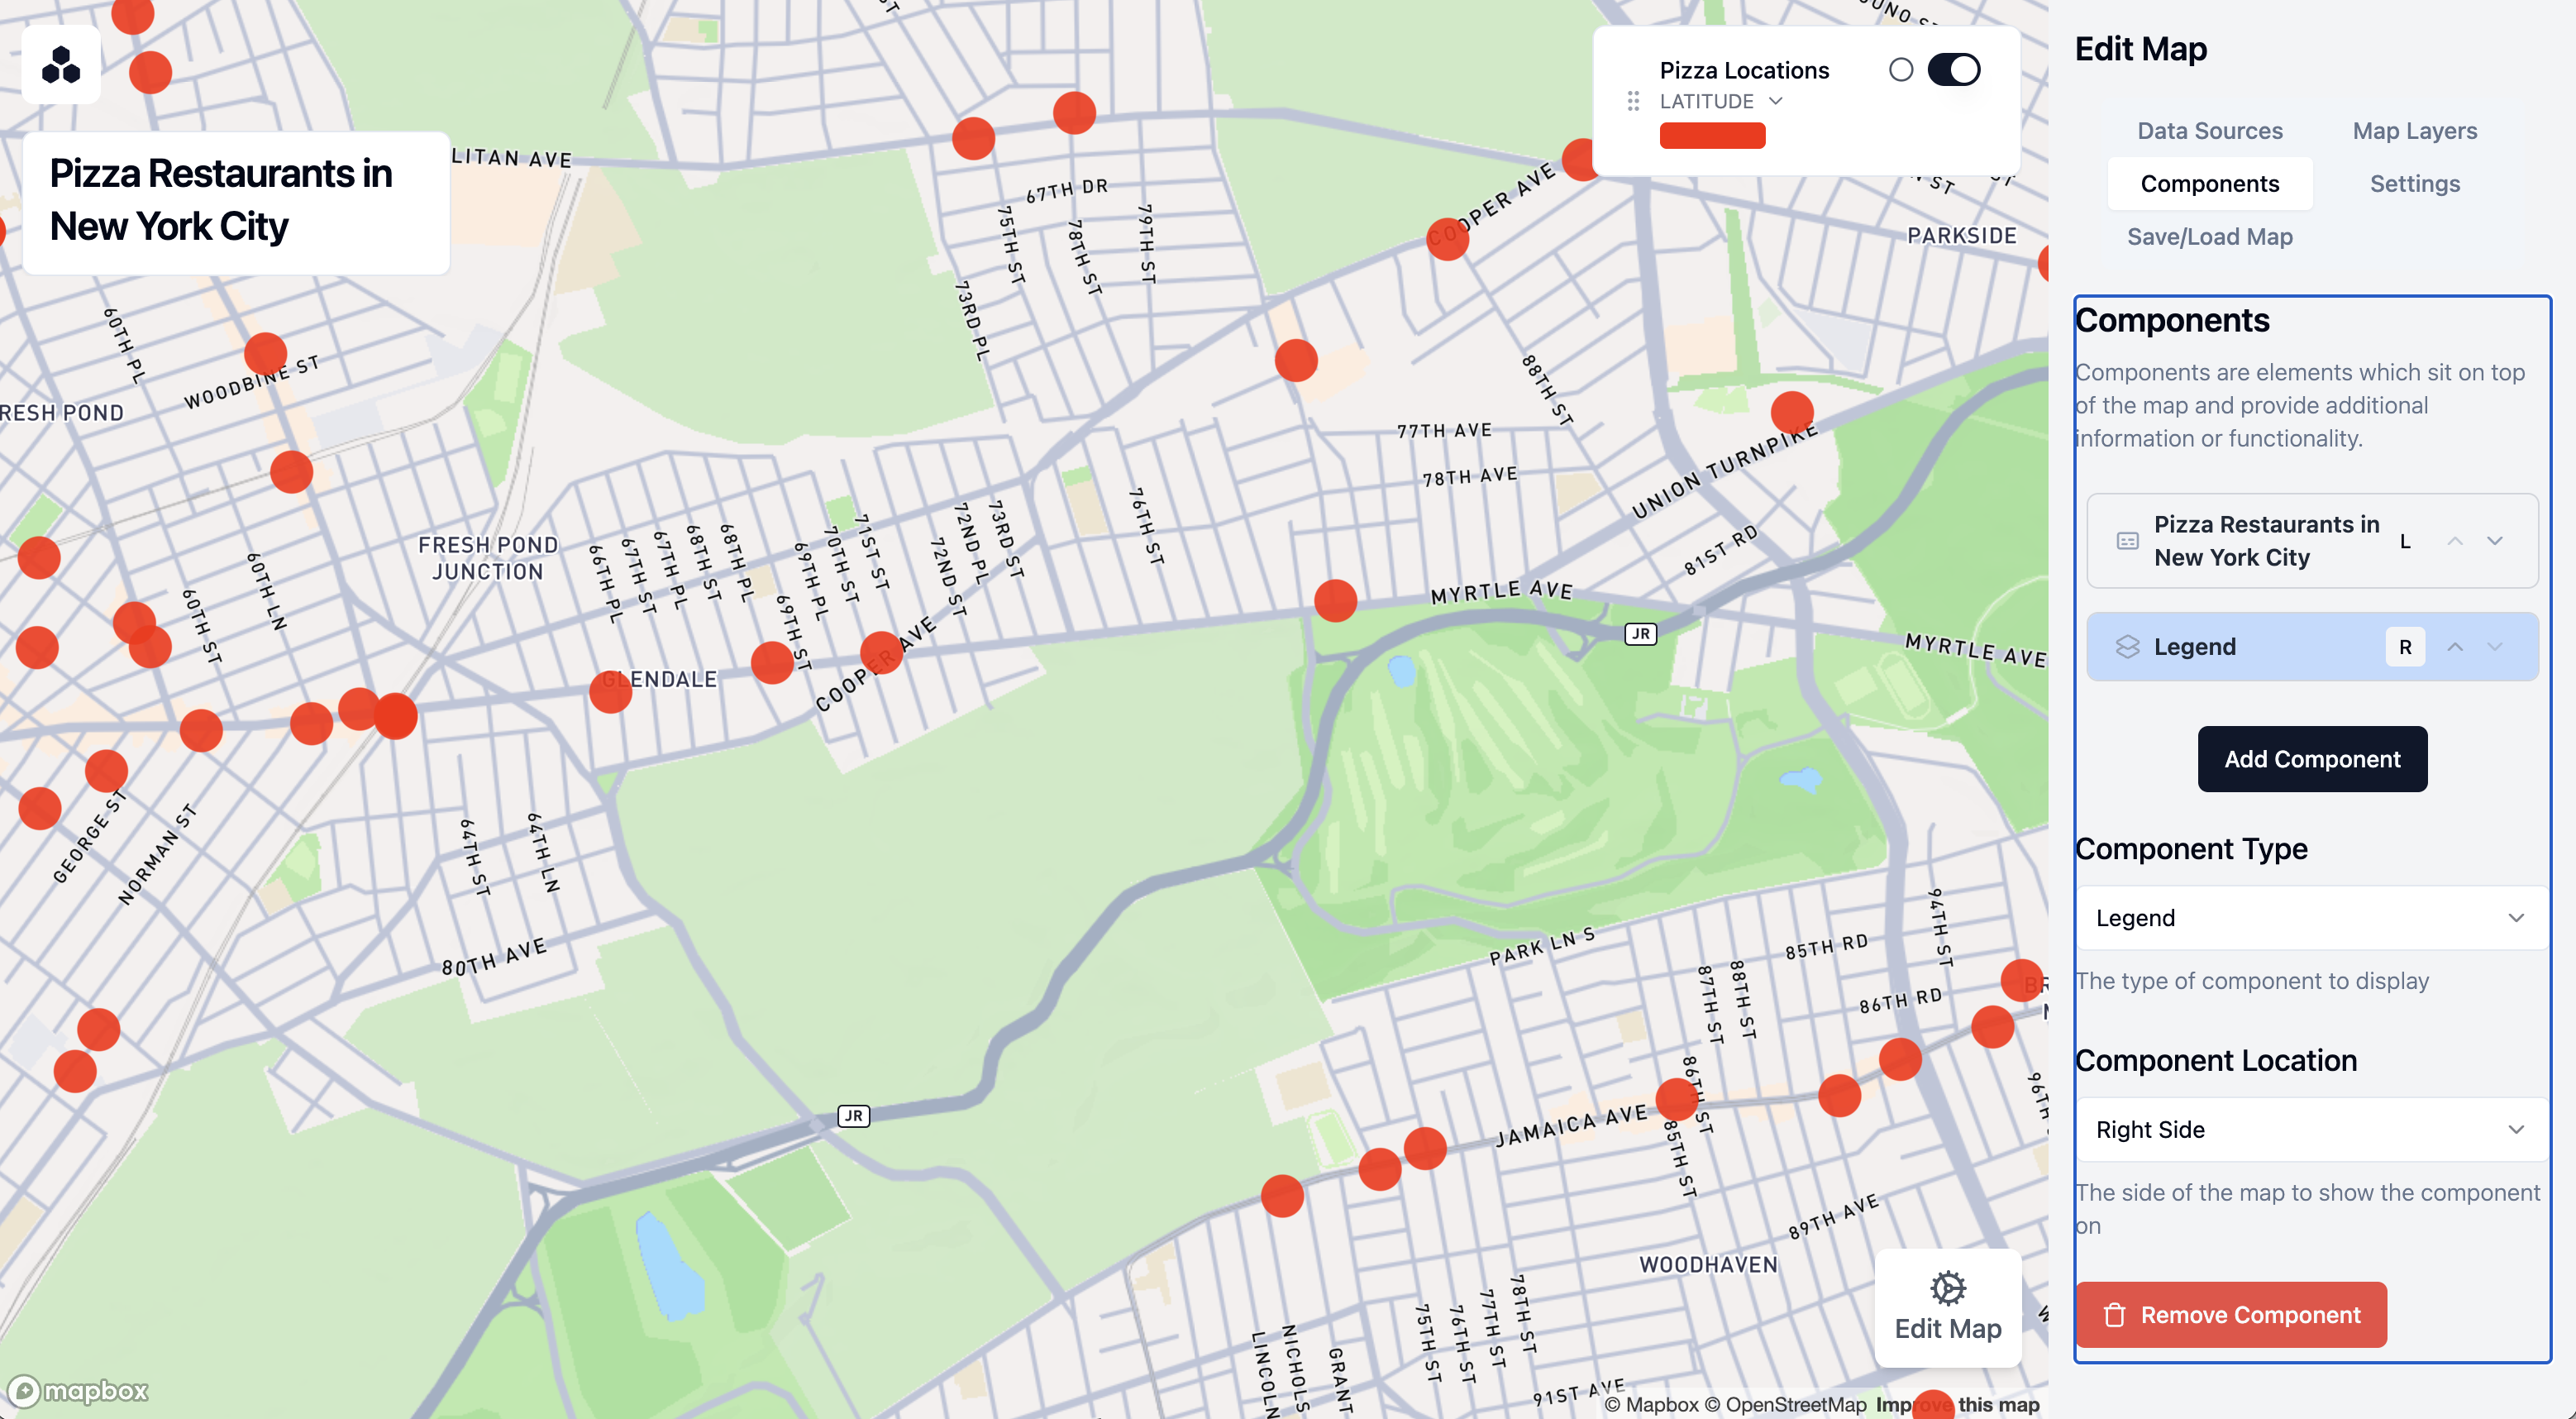 Pizza Restaurants in
New York City
Pizza Locations
LATITUDE
LITAN AVE
67TH DR
75TH ST
78TH ST
79TH ST
73RD PL
COOPER AVE
PARKSIDE
60TH PL
WOODBINE ST
RESH POND
88TH ST
77TH AVE
78TH AVE
UNION TURNPIKE
81ST RD
FRESH POND
JUNCTION
60TH LN
60TH ST
66TH PL
67TH ST
67TH PL
68TH ST
68TH PL
69TH ST
69TH PL
70TH ST
71ST ST
72ND ST
72ND PL
73RD ST
76TH ST
MYRTLE AVE
JR
MYRTLE AVE
GLENDALE
COOPER AVE
GEORGE ST
NORMAN ST
64TH ST
64TH LN
80TH AVE
PARK LN S
85TH RD
94TH ST
87TH ST
88TH ST
86TH RD
86TH ST
85TH ST
96TH
JR
JAMAICA AVE
89TH AVE
WOODHAVEN
75TH ST
76TH ST
77TH ST
78TH ST
LINCOLN
NICHOLS
GRANT
91ST AVE
Edit Map
mapbox
© Mapbox © OpenStreetMap Improve this map
Edit Map
Data Sources
Map Layers
Components
Settings
Save/Load Map
Components
Components are elements which sit on top
of the map and provide additional
information or functionality.
Pizza Restaurants in
New York City
L
Legend
R
Add Component
Component Type
Legend
The type of component to display
Component Location
Right Side
The side of the map to show the component
on
Remove Component